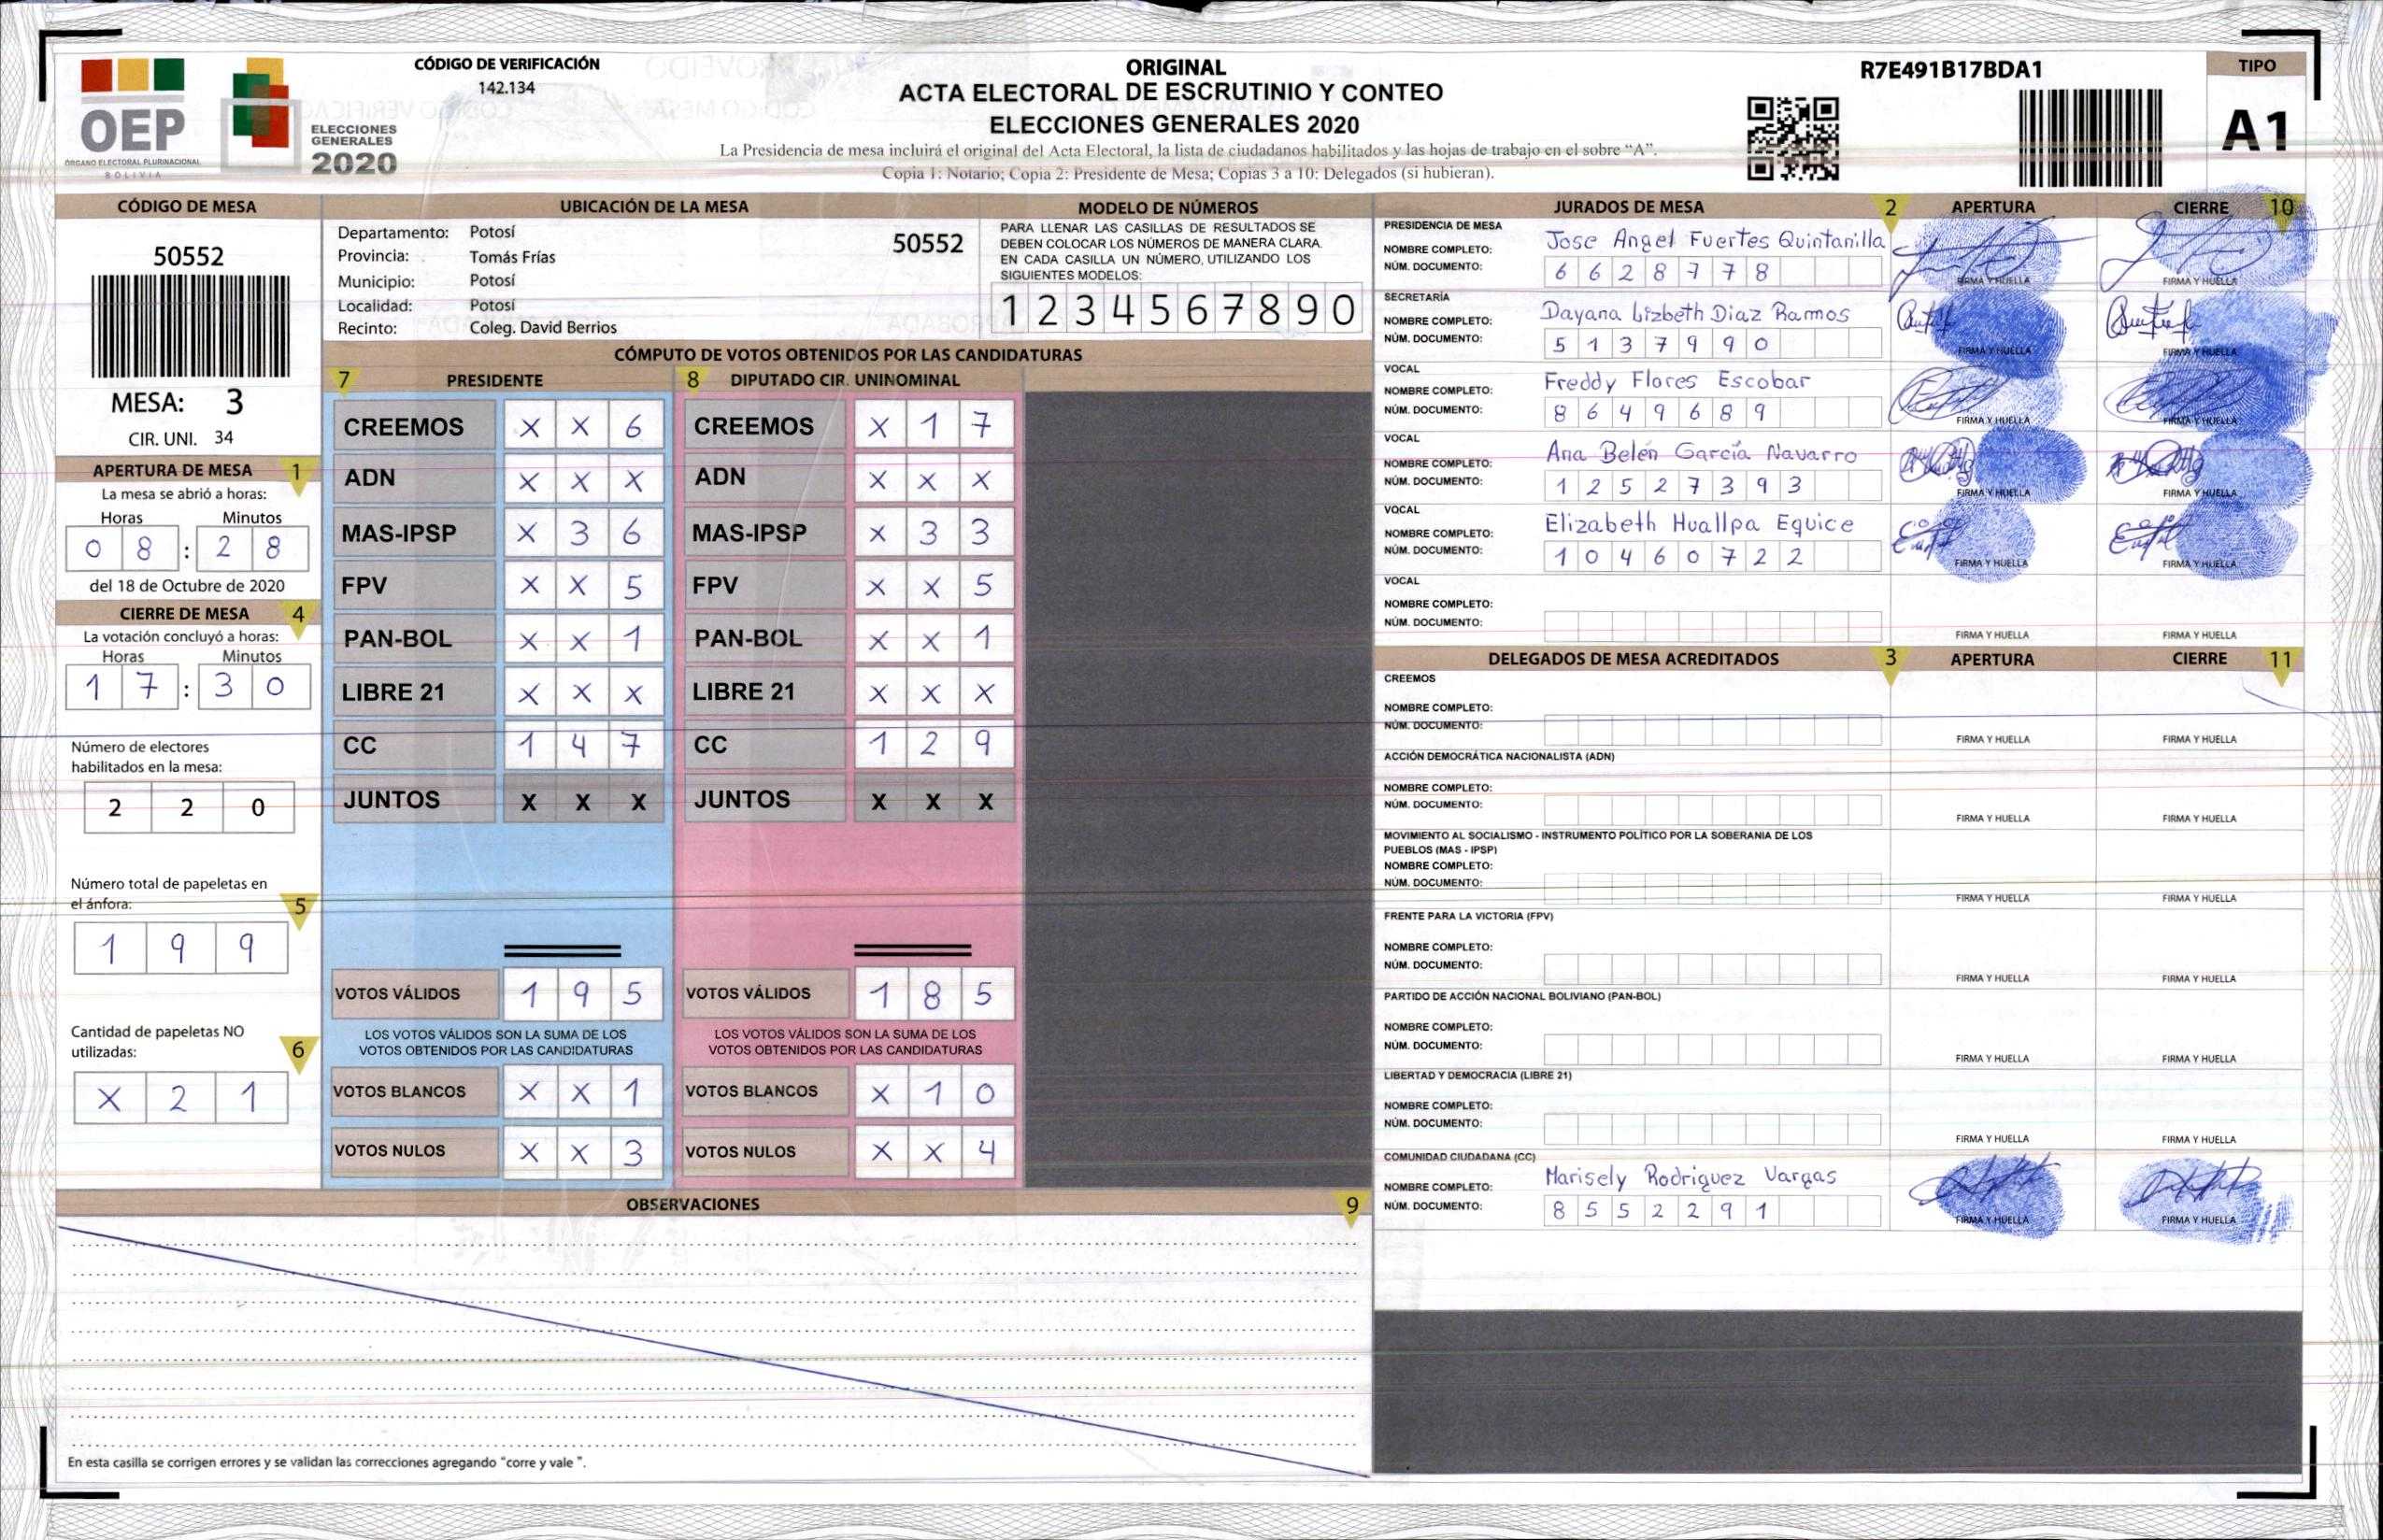 OEP
ÓRGANO ELECTORAL PLURINACIONAL
BOLIVIA
ELECCIONES
GENERALES
2020
CÓDIGO DE VERIFICACIÓN
142.134
ORIGINAL
ACTA ELECTORAL DE ESCRUTINIO Y CONTEO
ELECCIONES GENERALES 2020
La Presidencia de mesa incluirá el original del Acta Electoral, la lista de ciudadanos habilitados y las hojas de trabajo en el sobre “A”.
Copia 1: Notario; Copia 2: Presidente de Mesa; Copias 3 a 10: Delegados (si hubieran).
R7E491B17BDA1
TIPO
A1
CÓDIGO DE MESA
50552
MESA: 3
CIR. UNI. 34
APERTURA DE MESA 1
La mesa se abrió a horas:
Horas Minutos
0 8 : 2 8
del 18 de Octubre de 2020
CIERRE DE MESA 4
La votación concluyó a horas:
Horas Minutos
1 7 : 3 0
Número de electores
habilitados en la mesa:
2 2 0
Número total de papeletas en
el ánfora: 5
1 9 9
Cantidad de papeletas NO
utilizadas: 6
X 2 1
UBICACIÓN DE LA MESA
Departamento: Potosí
50552
Provincia: Tomás Frías
Municipio: Potosí
Localidad: Potosí
Recinto: Coleg. David Berrios
MODELO DE NÚMEROS
PARA LLENAR LAS CASILLAS DE RESULTADOS SE
DEBEN COLOCAR LOS NÚMEROS DE MANERA CLARA.
EN CADA CASILLA UN NÚMERO, UTILIZANDO LOS
SIGUIENTES MODELOS:
1 2 3 4 5 6 7 8 9 0
CÓMPUTO DE VOTOS OBTENIDOS POR LAS CANDIDATURAS
7 PRESIDENTE
CREEMOS X X 6
ADN X X X
MAS-IPSP X 3 6
FPV X X 5
PAN-BOL X X 1
LIBRE 21 X X X
CC 1 4 7
JUNTOS X X X
VOTOS VÁLIDOS 1 9 5
LOS VOTOS VÁLIDOS SON LA SUMA DE LOS
VOTOS OBTENIDOS POR LAS CANDIDATURAS
VOTOS BLANCOS X X 1
VOTOS NULOS X X 3
8 DIPUTADO CIR. UNINOMINAL
CREEMOS X 1 7
ADN X X X
MAS-IPSP X 3 3
FPV X X 5
PAN-BOL X X 1
LIBRE 21 X X X
CC 1 2 9
JUNTOS X X X
VOTOS VÁLIDOS 1 8 5
LOS VOTOS VÁLIDOS SON LA SUMA DE LOS
VOTOS OBTENIDOS POR LAS CANDIDATURAS
VOTOS BLANCOS X 1 0
VOTOS NULOS X X 4
OBSERVACIONES 9
En esta casilla se corrigen errores y se validan las correcciones agregando “corre y vale ”.
JURADOS DE MESA 2 APERTURA CIERRE 10
PRESIDENCIA DE MESA
NOMBRE COMPLETO: Jose Angel Fuertes Quintanilla
NÚM. DOCUMENTO: 6 6 2 8 7 7 8
FIRMA Y HUELLA FIRMA Y HUELLA
SECRETARÍA
NOMBRE COMPLETO: Dayana Lizbeth Diaz Ramos
NÚM. DOCUMENTO: 5 1 3 7 9 9 0
FIRMA Y HUELLA FIRMA Y HUELLA
VOCAL
NOMBRE COMPLETO: Freddy Flores Escobar
NÚM. DOCUMENTO: 8 6 4 9 6 8 9
FIRMA Y HUELLA FIRMA Y HUELLA
VOCAL
NOMBRE COMPLETO: Ana Belén García Navarro
NÚM. DOCUMENTO: 1 2 5 2 7 3 9 3
FIRMA Y HUELLA FIRMA Y HUELLA
VOCAL
NOMBRE COMPLETO: Elizabeth Huallpa Equice
NÚM. DOCUMENTO: 1 0 4 6 0 7 2 2
FIRMA Y HUELLA FIRMA Y HUELLA
VOCAL
NOMBRE COMPLETO:
NÚM. DOCUMENTO:
FIRMA Y HUELLA FIRMA Y HUELLA
DELEGADOS DE MESA ACREDITADOS 3 APERTURA CIERRE 11
CREEMOS
NOMBRE COMPLETO:
NÚM. DOCUMENTO:
FIRMA Y HUELLA FIRMA Y HUELLA
ACCIÓN DEMOCRÁTICA NACIONALISTA (ADN)
NOMBRE COMPLETO:
NÚM. DOCUMENTO:
FIRMA Y HUELLA FIRMA Y HUELLA
MOVIMIENTO AL SOCIALISMO - INSTRUMENTO POLÍTICO POR LA SOBERANIA DE LOS
PUEBLOS (MAS - IPSP)
NOMBRE COMPLETO:
NÚM. DOCUMENTO:
FIRMA Y HUELLA FIRMA Y HUELLA
FRENTE PARA LA VICTORIA (FPV)
NOMBRE COMPLETO:
NÚM. DOCUMENTO:
FIRMA Y HUELLA FIRMA Y HUELLA
PARTIDO DE ACCIÓN NACIONAL BOLIVIANO (PAN-BOL)
NOMBRE COMPLETO:
NÚM. DOCUMENTO:
FIRMA Y HUELLA FIRMA Y HUELLA
LIBERTAD Y DEMOCRACIA (LIBRE 21)
NOMBRE COMPLETO:
NÚM. DOCUMENTO:
FIRMA Y HUELLA FIRMA Y HUELLA
COMUNIDAD CIUDADANA (CC)
NOMBRE COMPLETO: Marisely Rodriguez Vargas
NÚM. DOCUMENTO: 8 5 5 2 2 9 1
FIRMA Y HUELLA FIRMA Y HUELLA